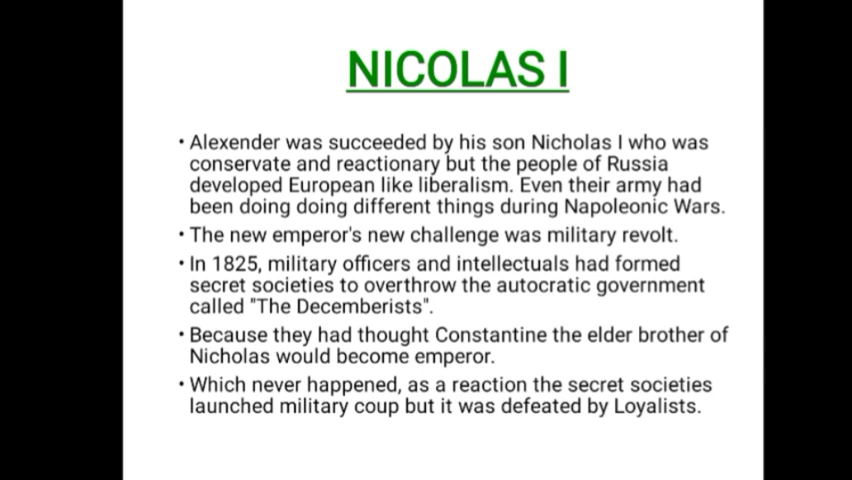 NICOLAS I
• Alexender was succeeded by his son Nicholas I who was
conservate and reactionary but the people of Russia
developed European like liberalism. Even their army had
been doing doing different things during Napoleonic Wars.
• The new emperor's new challenge was military revolt.
• In 1825, military officers and intellectuals had formed
secret societies to overthrow the autocratic government
called "The Decemberists".
• Because they had thought Constantine the elder brother of
Nicholas would become emperor.
• Which never happened, as a reaction the secret societies
launched military coup but it was defeated by Loyalists.